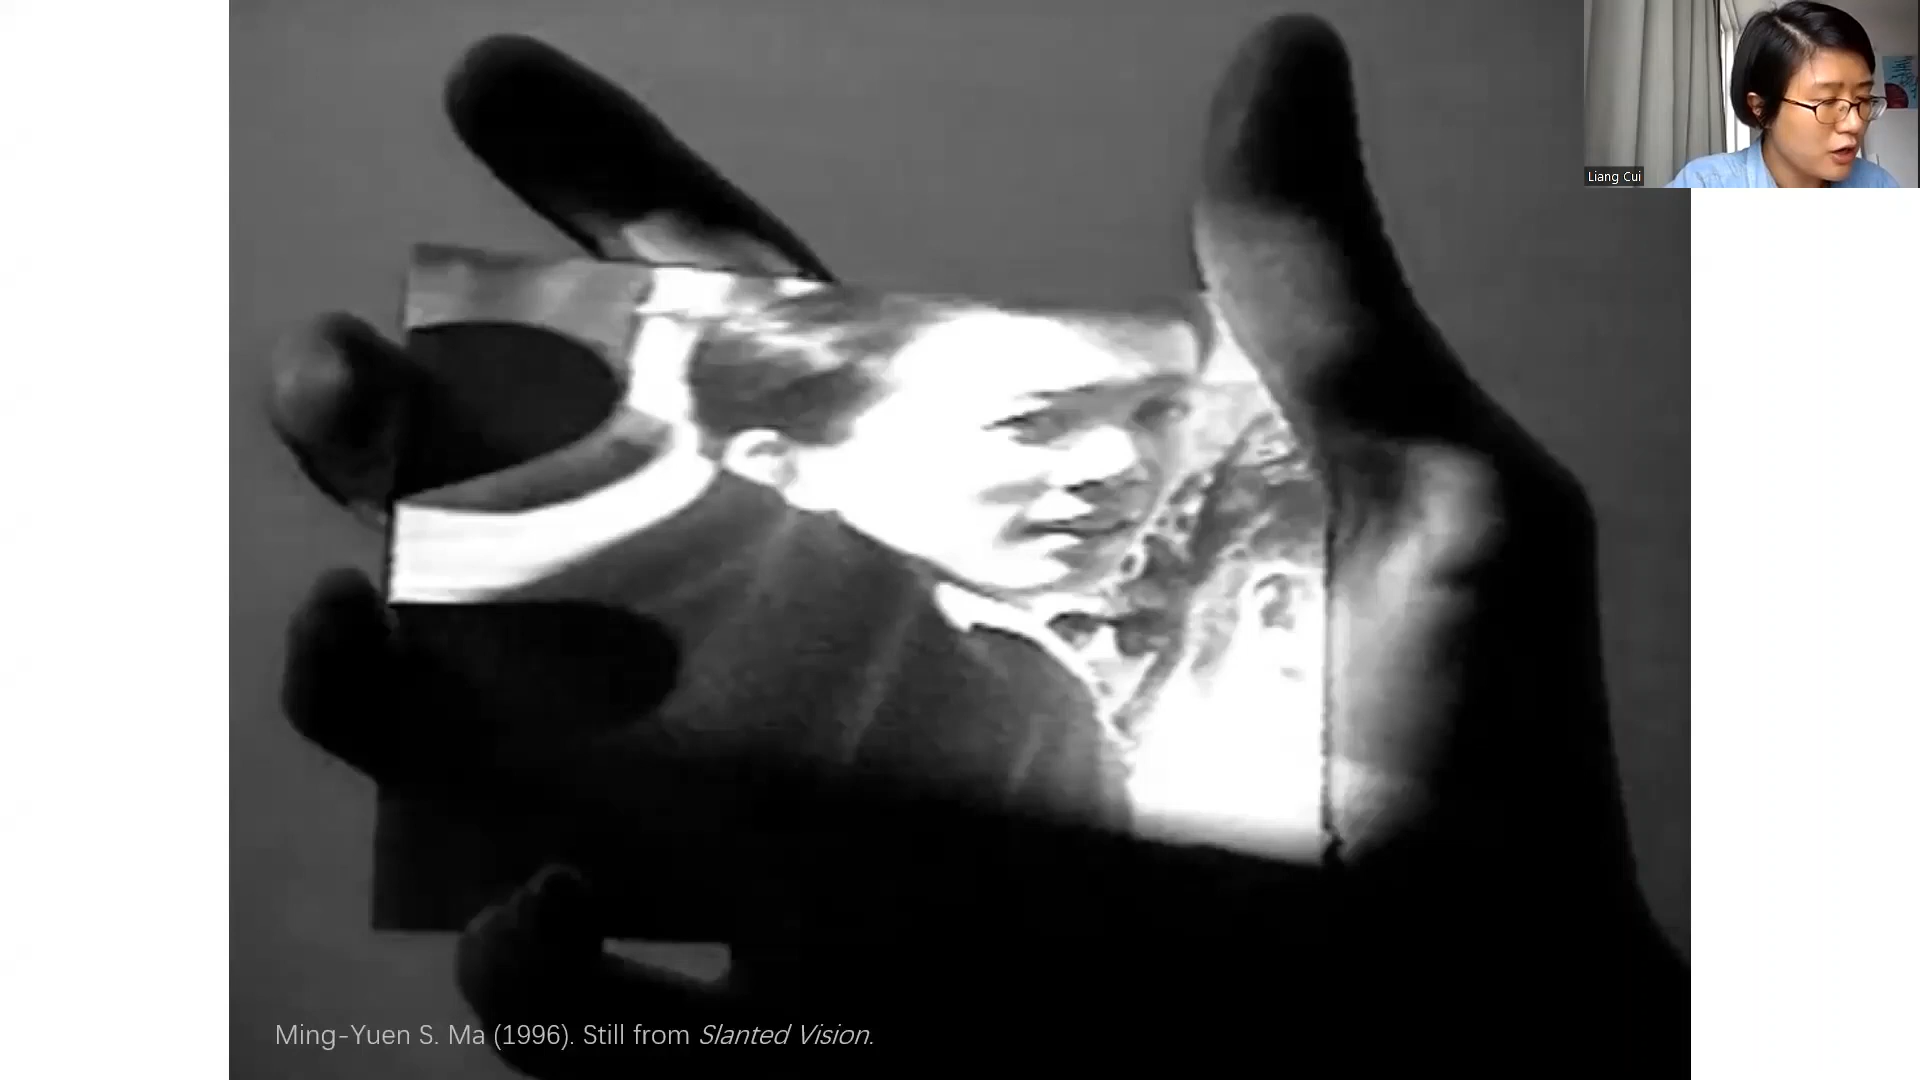 Liang Cui
Ming-Yuen S. Ma (1996). Still from Slanted Vision.